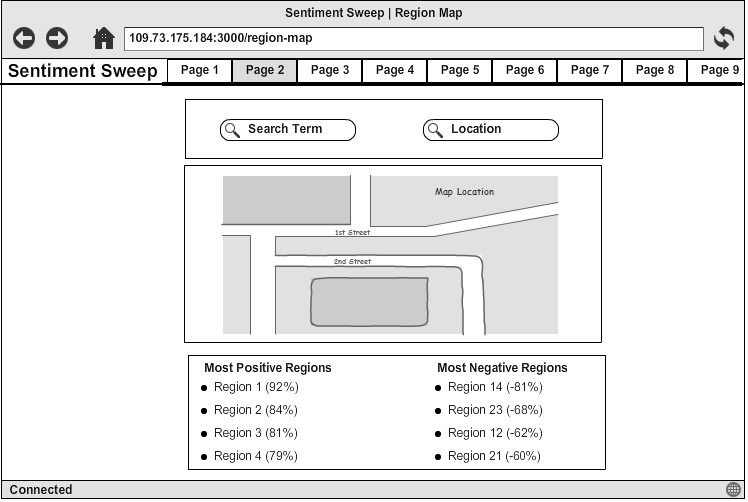 Sentiment Sweep | Region Map
109.73.175.184:3000/region-map
Sentiment Sweep Page 1 Page 2 Page 3 Page 4 Page 5 Page 6 Page 7 Page 8 Page 9
Search Term Location
Map Location
1st Street
2nd Street
Most Positive Regions Most Negative Regions
Region 1 (92%) Region 14 (-81%)
Region 2 (84%) Region 23 (-68%)
Region 3 (81%) Region 12 (-62%)
Region 4 (79%) Region 21 (-60%)
Connected